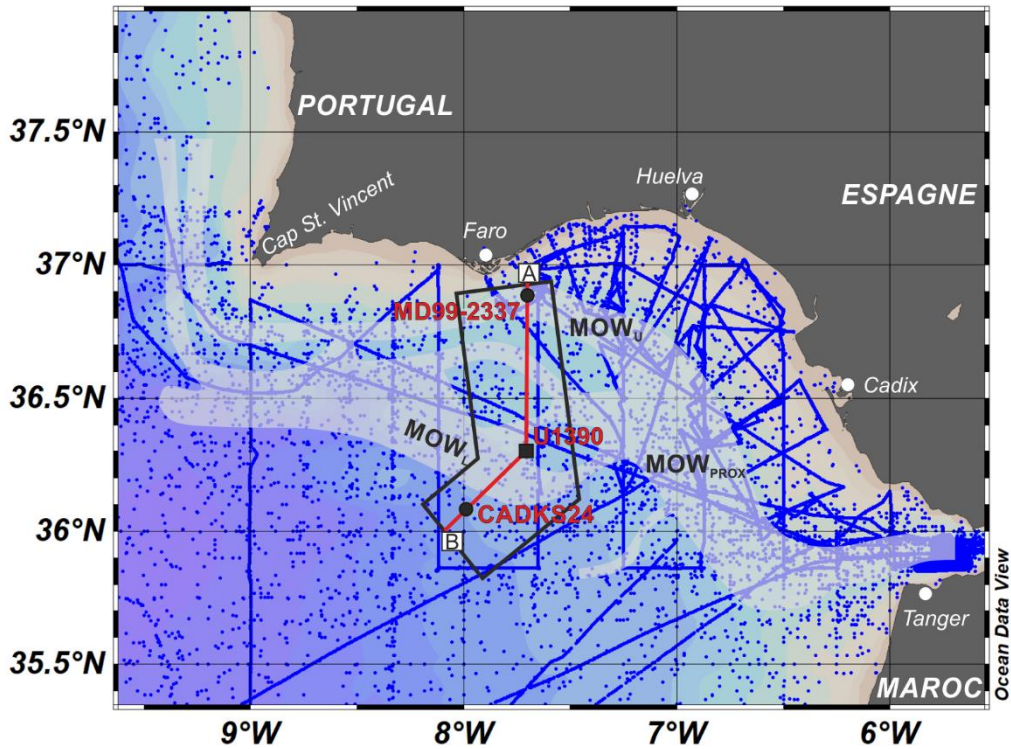 PORTUGAL
37.5°N
Huelva
Cap St. Vincent
ESPAGNE
Faro
37°N
A
MD99-2337
MOWU
36.5°N
Cadix
MOWL
U1390
MOWPROX
CADKS24
36°N
B
Tanger
35.5°N
MAROC
Ocean Data View
9°W
8°W
7°W
6°W